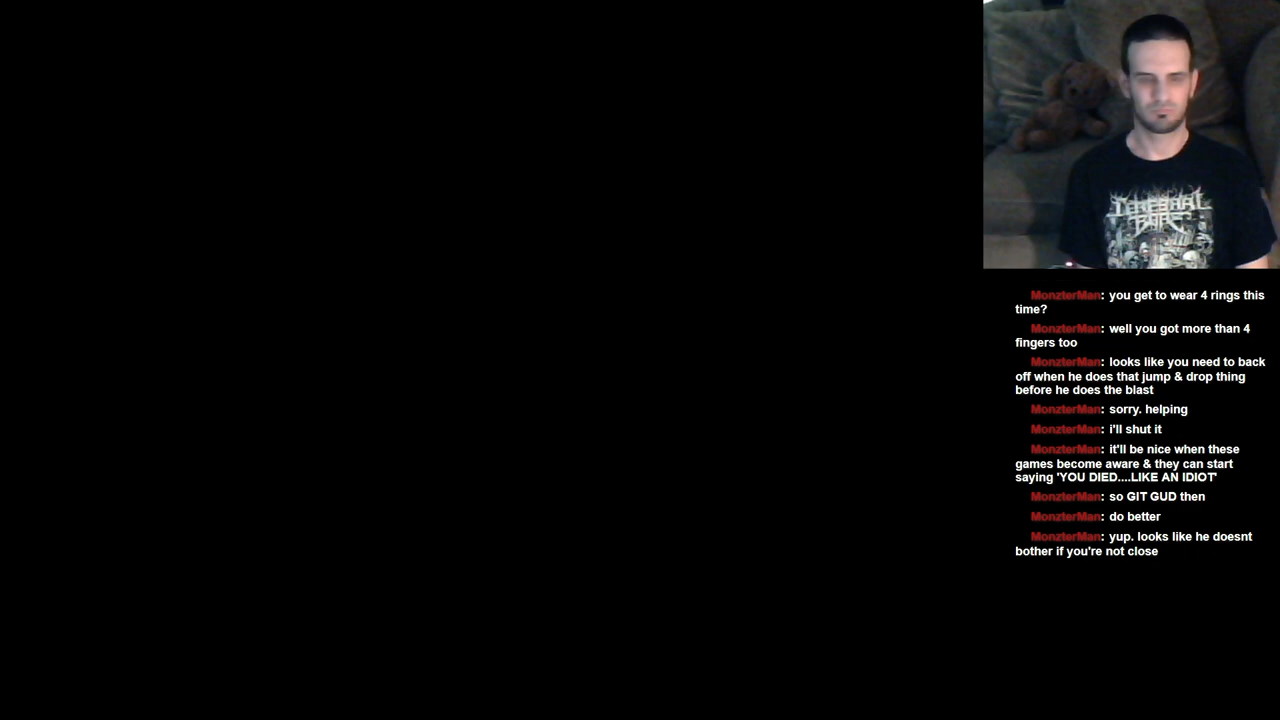 MonzterMan: you get to wear 4 rings this
time?
MonzterMan: well you got more than 4
fingers too
MonzterMan: looks like you need to back
off when he does that jump & drop thing
before he does the blast
MonzterMan: sorry. helping
MonzterMan: i'll shut it
MonzterMan: it'll be nice when these
games become aware & they can start
saying 'YOU DIED....LIKE AN IDIOT'
MonzterMan: so GIT GUD then
MonzterMan: do better
MonzterMan: yup. looks like he doesnt
bother if you're not close